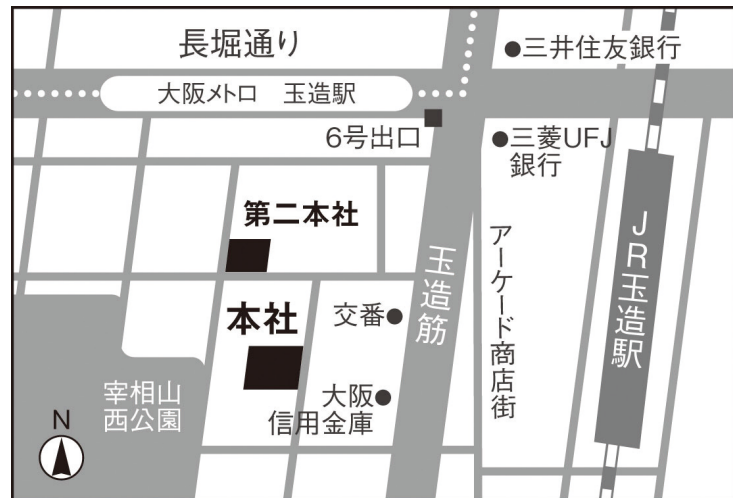 長堀通り
三井住友銀行
大阪メトロ　玉造駅
6号出口
三菱UFJ
銀行
第二本社
玉造筋
アーケード商店街
JR玉造駅
本社
交番
宰相山
西公園
大阪
信用金庫
N